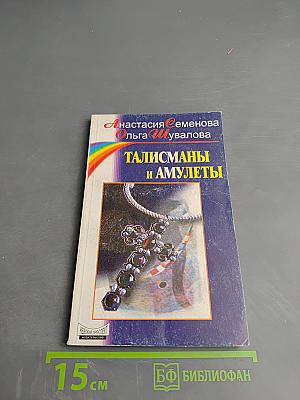 Анастасия Семенова
Ольга Шувалова
ТАЛИСМАНЫ
и АМУЛЕТЫ
15 см
БФ БИБЛИОФАН